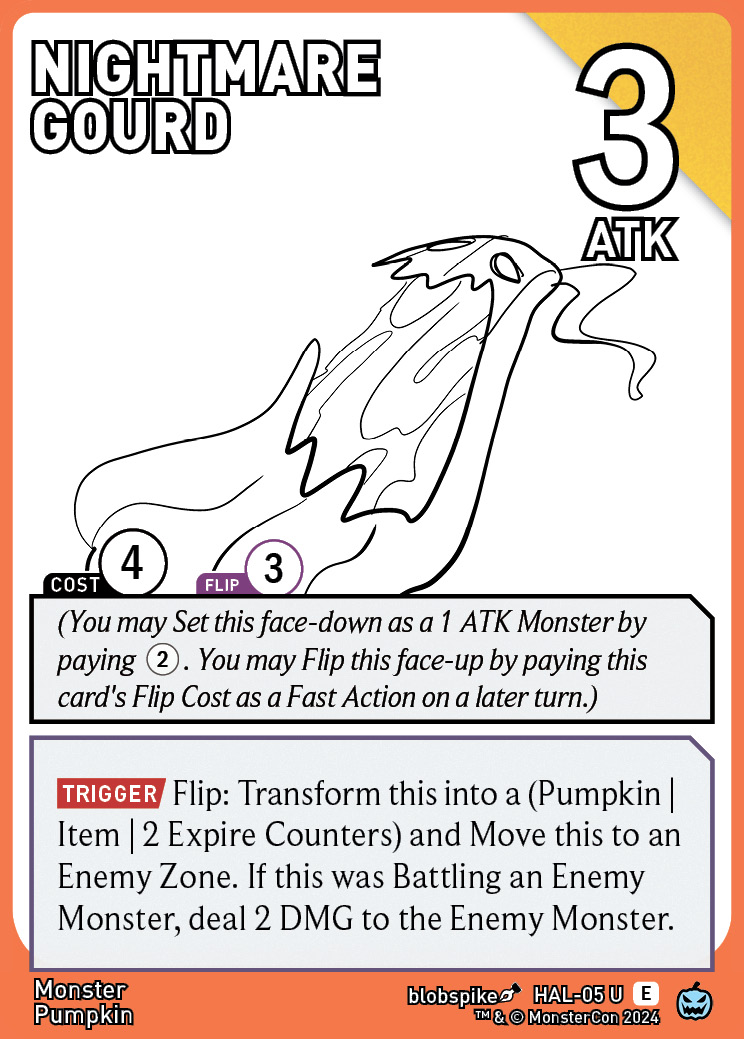 NIGHTMARE
GOURD
3
ATK
COST 4
FLIP 3
(You may Set this face-down as a 1 ATK Monster by
paying 2. You may Flip this face-up by paying this
card's Flip Cost as a Fast Action on a later turn.)
TRIGGER Flip: Transform this into a (Pumpkin |
Item | 2 Expire Counters) and Move this to an
Enemy Zone. If this was Battling an Enemy
Monster, deal 2 DMG to the Enemy Monster.
Monster
Pumpkin
blobspike HAL-05 U E
™ & © MonsterCon 2024